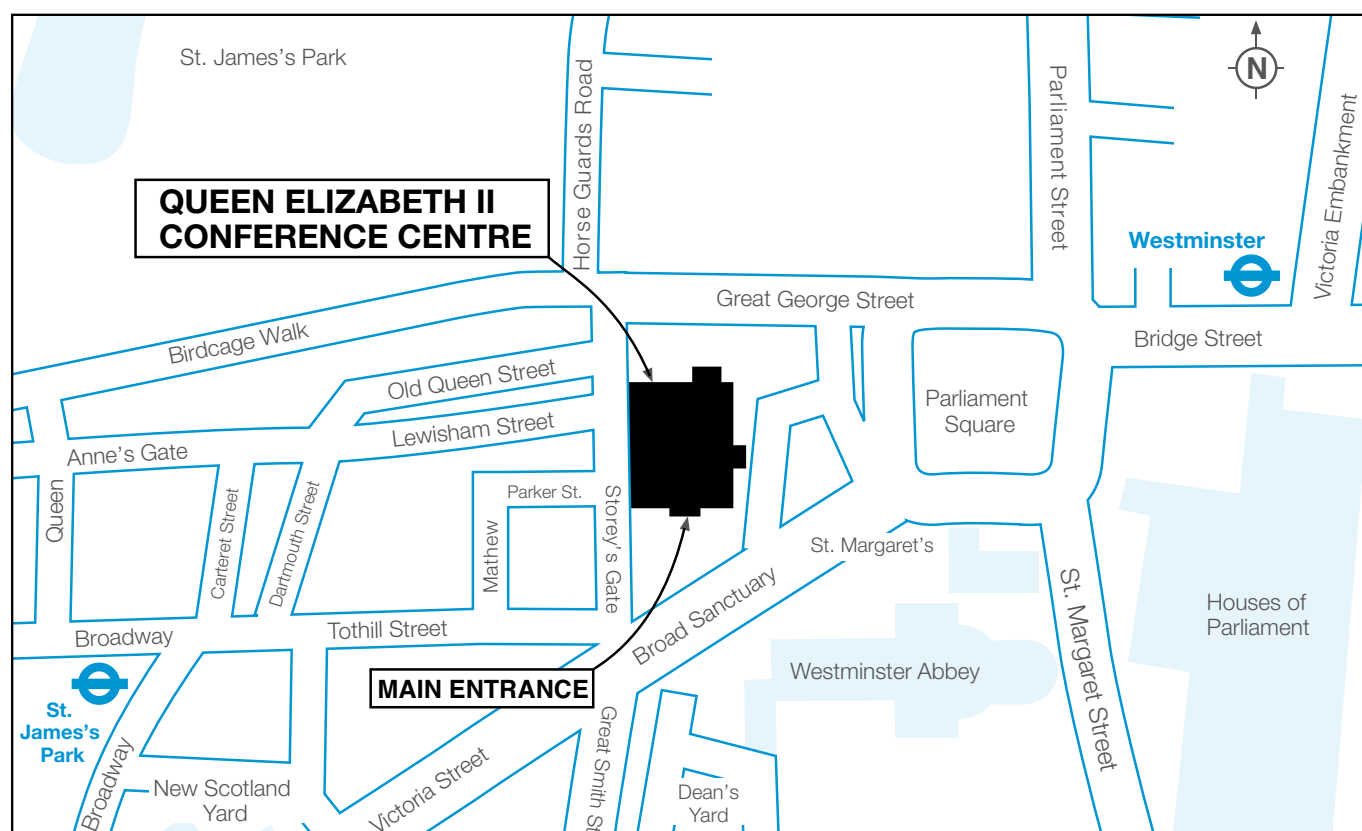 St. James's Park
Horse Guards Road
Parliament Street
N
Victoria Embankment
QUEEN ELIZABETH II
CONFERENCE CENTRE
Westminster
Great George Street
Bridge Street
Birdcage Walk
Old Queen Street
Lewisham Street
Parliament
Square
Anne's Gate
Queen
Carteret Street
Dartmouth Street
Parker St.
Mathew
Storey's Gate
St. Margaret's
Broad Sanctuary
St. Margaret Street
Houses of
Parliament
Broadway
Tothill Street
Westminster Abbey
MAIN ENTRANCE
St.
James's
Park
Broadway
New Scotland
Yard
Victoria Street
Great Smith St
Dean's
Yard